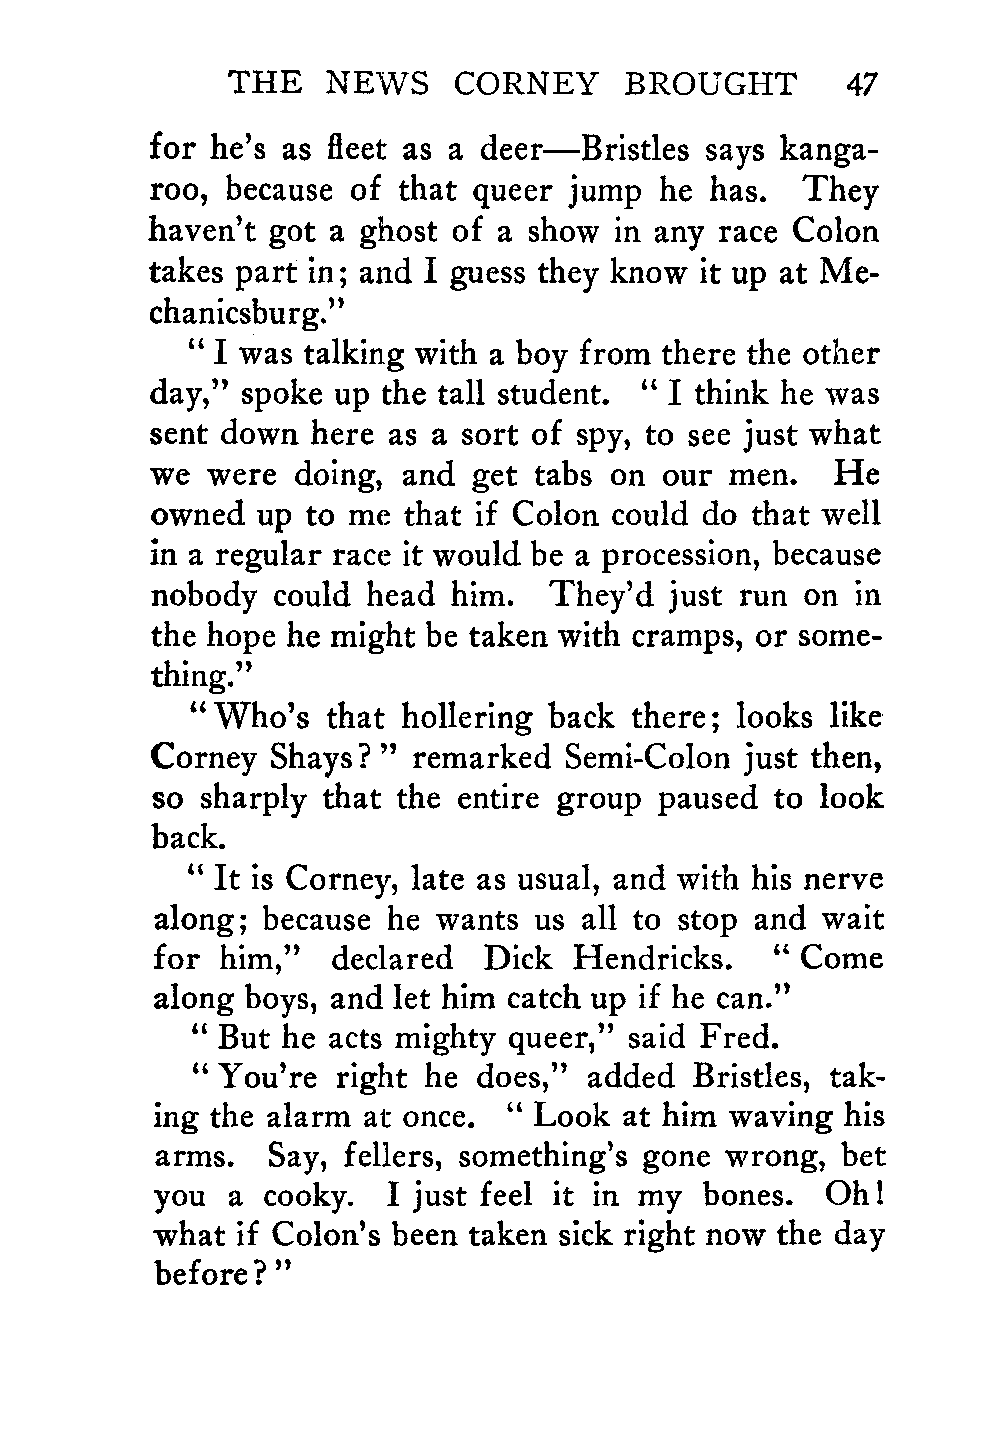 THE NEWS CORNEY BROUGHT 47
for he's as fleet as a deer—Bristles says kanga-
roo, because of that queer jump he has. They
haven't got a ghost of a show in any race Colon
takes part in; and I guess they know it up at Me-
chanicsburg."
" I was talking with a boy from there the other
day," spoke up the tall student. " I think he was
sent down here as a sort of spy, to see just what
we were doing, and get tabs on our men. He
owned up to me that if Colon could do that well
in a regular race it would be a procession, because
nobody could head him. They'd just run on in
the hope he might be taken with cramps, or some-
thing."
" Who's that hollering back there; looks like
Corney Shays? " remarked Semi-Colon just then,
so sharply that the entire group paused to look
back.
" It is Corney, late as usual, and with his nerve
along; because he wants us all to stop and wait
for him," declared Dick Hendricks. " Come
along boys, and let him catch up if he can."
" But he acts mighty queer," said Fred.
" You're right he does," added Bristles, tak-
ing the alarm at once. " Look at him waving his
arms. Say, fellers, something's gone wrong, bet
you a cooky. I just feel it in my bones. Oh!
what if Colon's been taken sick right now the day
before? "